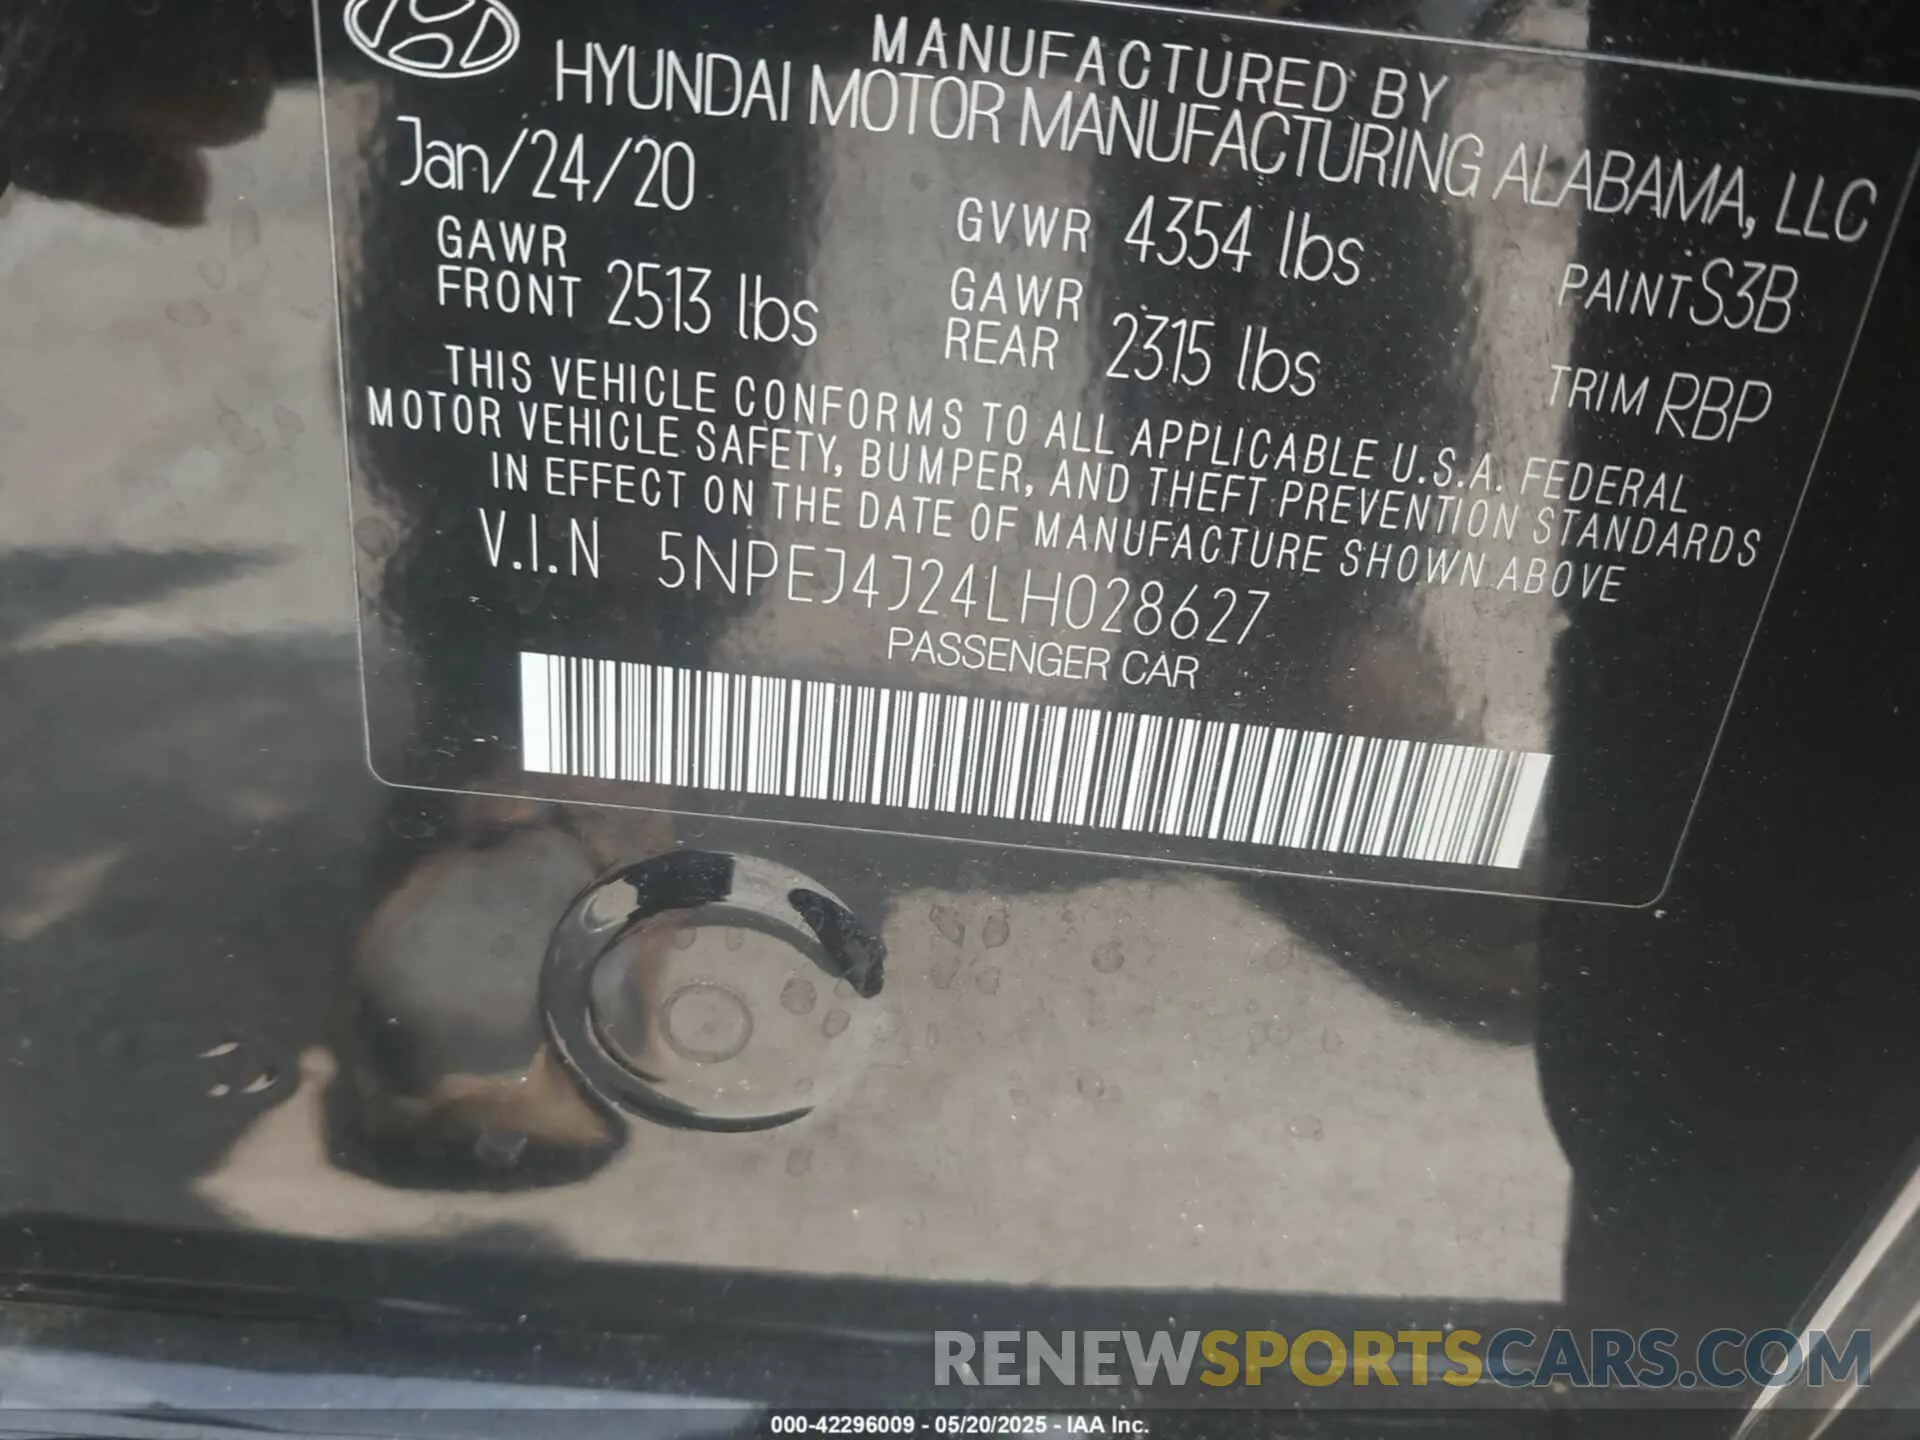 MANUFACTURED BY
HYUNDAI MOTOR MANUFACTURING ALABAMA, LLC
Jan/24/20
GVWR 4354 lbs
PAINT S3B
GAWR
FRONT 2513 lbs
GAWR
REAR 2315 lbs
TRIM RBP
THIS VEHICLE CONFORMS TO ALL APPLICABLE U.S.A. FEDERAL
MOTOR VEHICLE SAFETY, BUMPER, AND THEFT PREVENTION STANDARDS
IN EFFECT ON THE DATE OF MANUFACTURE SHOWN ABOVE
V.I.N 5NPEJ4J24LH028627
PASSENGER CAR
RENEWSPORTSCARS.COM
000-42296009 - 05/20/2025 - IAA Inc.